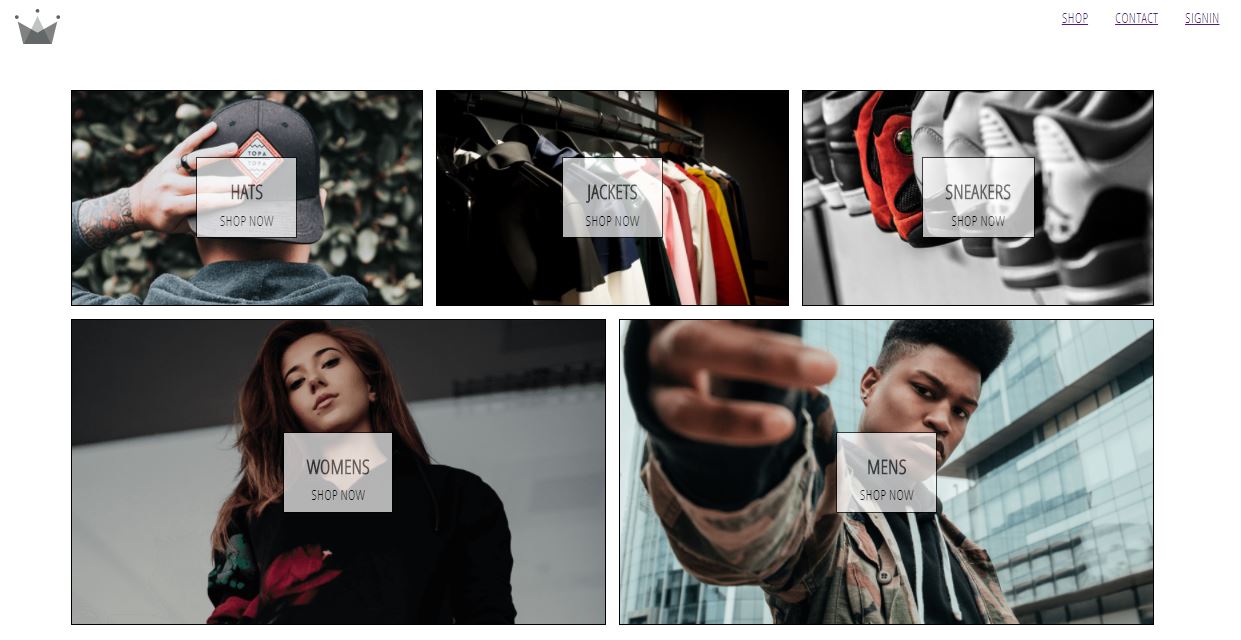 SHOP CONTACT SIGNIN
TOPA
TOPA
HATS
SHOP NOW
JACKETS
SHOP NOW
SNEAKERS
SHOP NOW
WOMENS
SHOP NOW
MENS
SHOP NOW